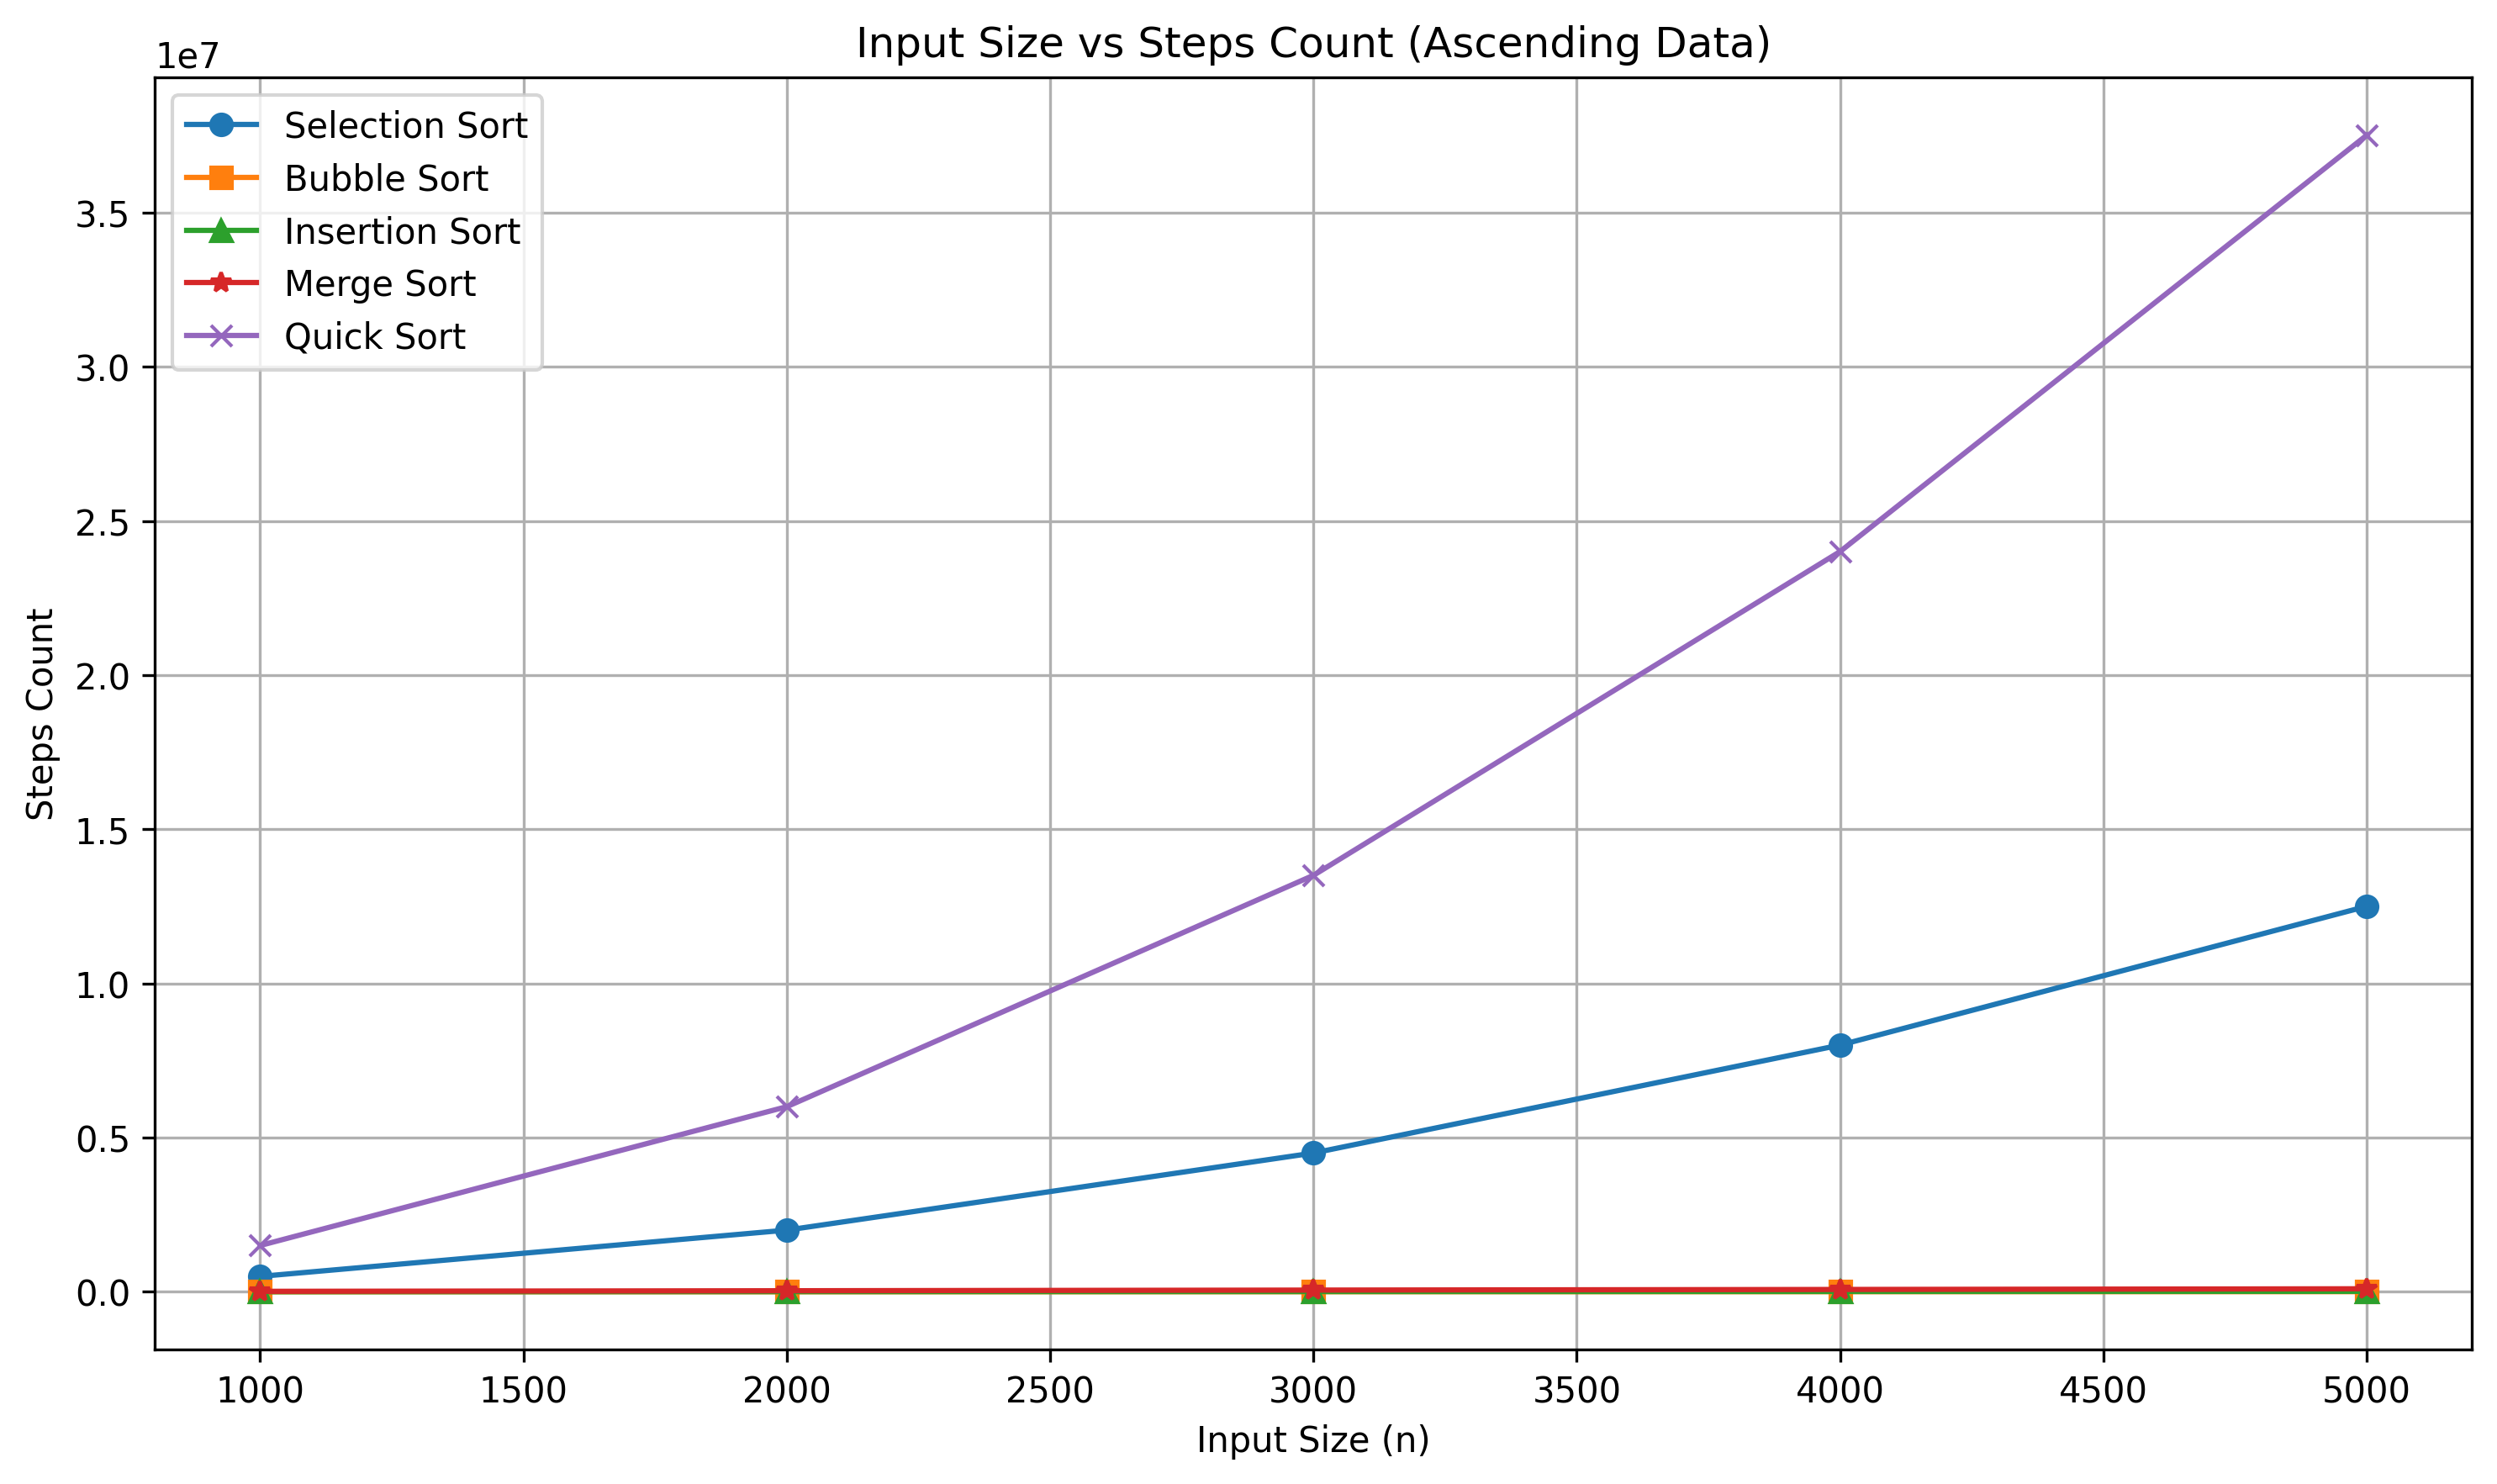 Input Size vs Steps Count (Ascending Data)
1e7
Selection Sort
Bubble Sort
Insertion Sort
Merge Sort
Quick Sort
3.5
3.0
2.5
2.0
1.5
1.0
0.5
0.0
Steps Count
1000 1500 2000 2500 3000 3500 4000 4500 5000
Input Size (n)